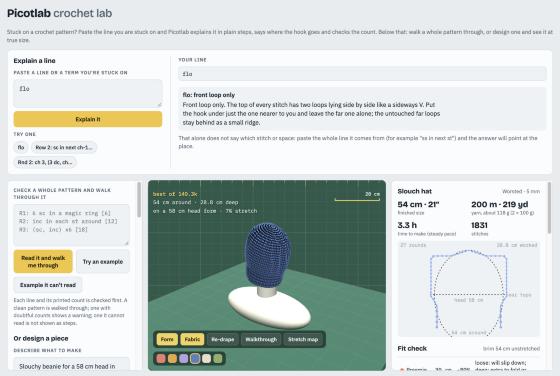 Picotlab crochet lab
Stuck on a crochet pattern? Paste the line you are stuck on and Picotlab explains it in plain steps, says where the hook goes and checks the count. Below that: walk a whole pattern through, or design one and see it at
true size.
Explain a line
PASTE A LINE OR A TERM YOU'RE STUCK ON
flo
Explain it
TRY ONE
flo
Row 2: sc in next ch-1...
Rnd 2: ch 3, (3 dc, ch...
YOUR LINE
flo
flo: front loop only
Front loop only. The top of every stitch has two loops lying side by side like a sideways V. Put
the hook under just the one nearer to you and leave the far one alone; the untouched far loops
stay behind as a small ridge.
That alone does not say which stitch or space: paste the whole line it comes from (for example "sc in next st") and the answer will point at the
place.
CHECK A WHOLE PATTERN AND WALK
THROUGH IT
R1: 6 sc in a magic ring [6]
R2: inc in each st around [12]
R3: (sc, inc) x6 [18]
Read it and walk
me through
Try an example
Example it can't read
Each line and its printed count is checked first. A
clean pattern is walked through; one with
doubtful counts shows a warning; one it cannot
read is not shown as steps.
Or design a piece
DESCRIBE WHAT TO MAKE
Slouchy beanie for a 58 cm head in
54 cm around · 28.8 cm deep
on a 58 cm head form · 7% stretch
20 cm
Form
Fabric
Re-drape
Walkthrough
Stretch map
Slouch hat
Worsted · 5 mm
54 cm · 21"
finished size
200 m · 219 yd
yarn, about 118 g (2 × 100 g)
3.3 h
time to make (steady pace)
1831
stitches
27 rounds
28.8 cm worked
head 58 cm
54 cm around
Fit check
brim 54 cm unstretched
loose: will slip down;